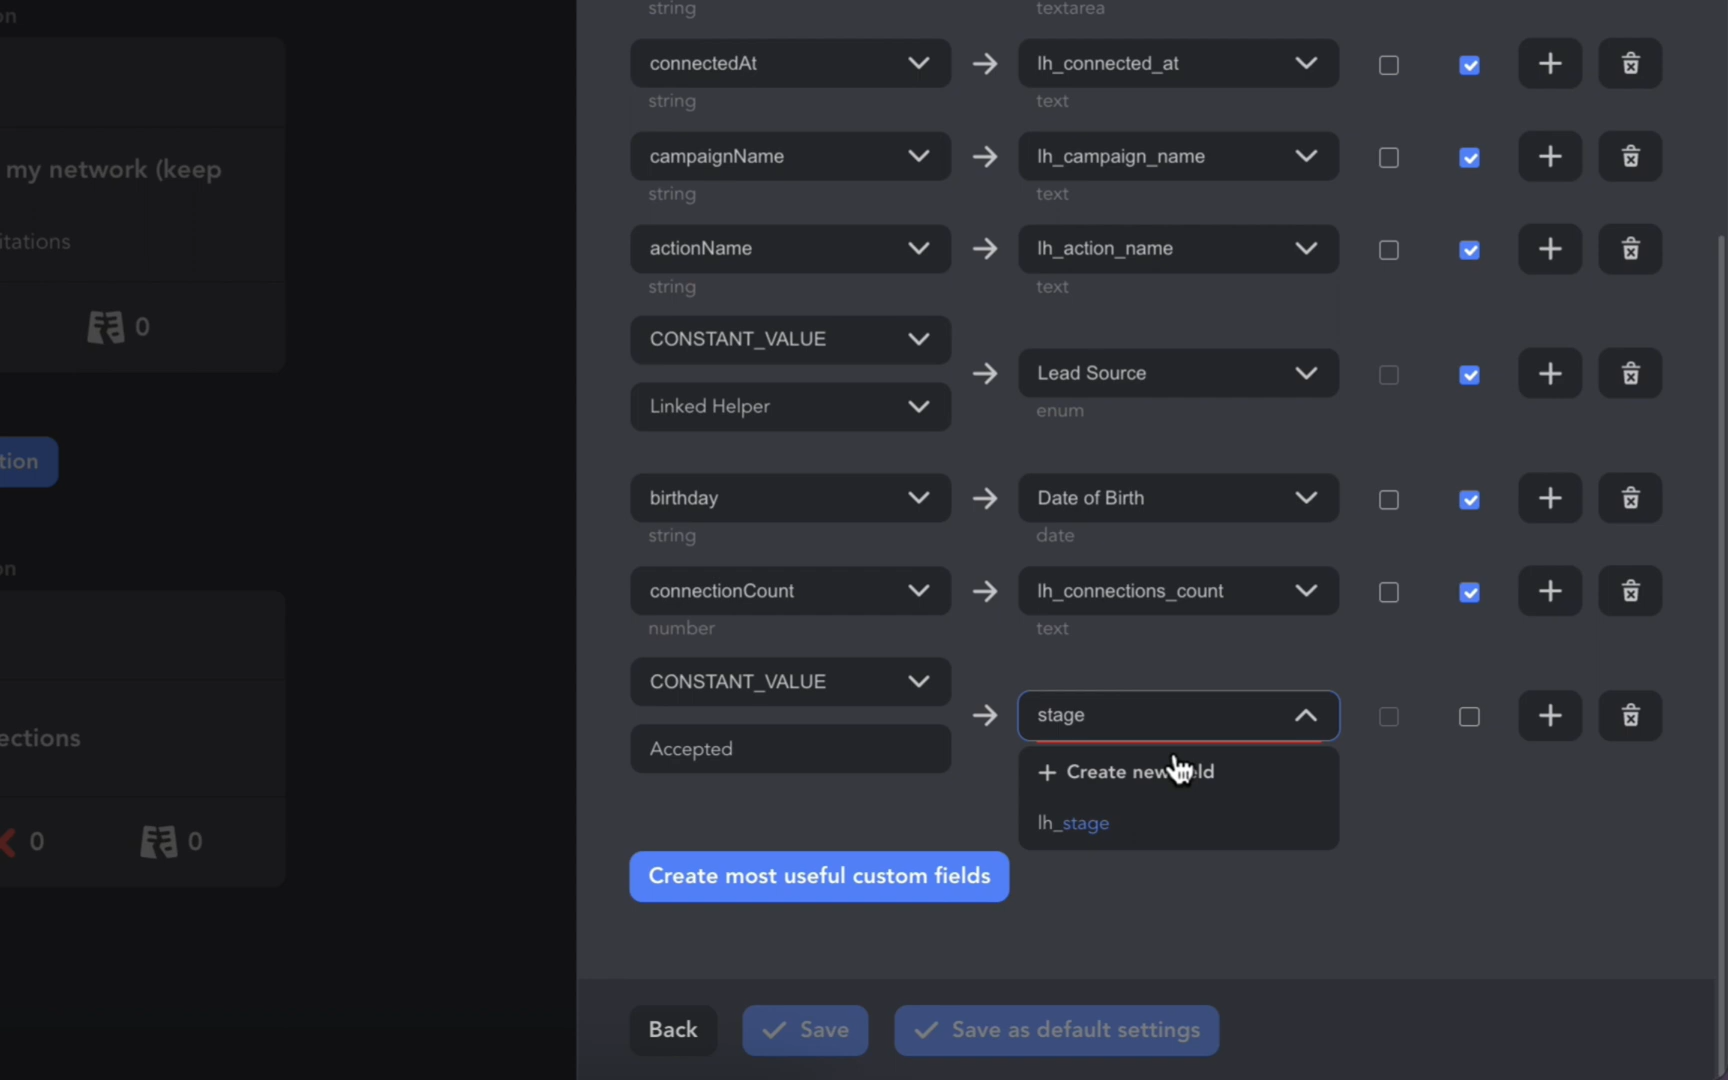 on
string
textarea
connectedAt
lh_connected_at
string
text
my network (keep
campaignName
lh_campaign_name
string
text
itations
actionName
lh_action_name
string
text
0
CONSTANT_VALUE
Lead Source
Linked Helper
enum
tion
birthday
Date of Birth
string
date
on
connectionCount
lh_connections_count
number
text
CONSTANT_VALUE
stage
ections
Accepted
+ Create new ld
lh_stage
0
0
Create most useful custom fields
Back
Save
Save as default settings